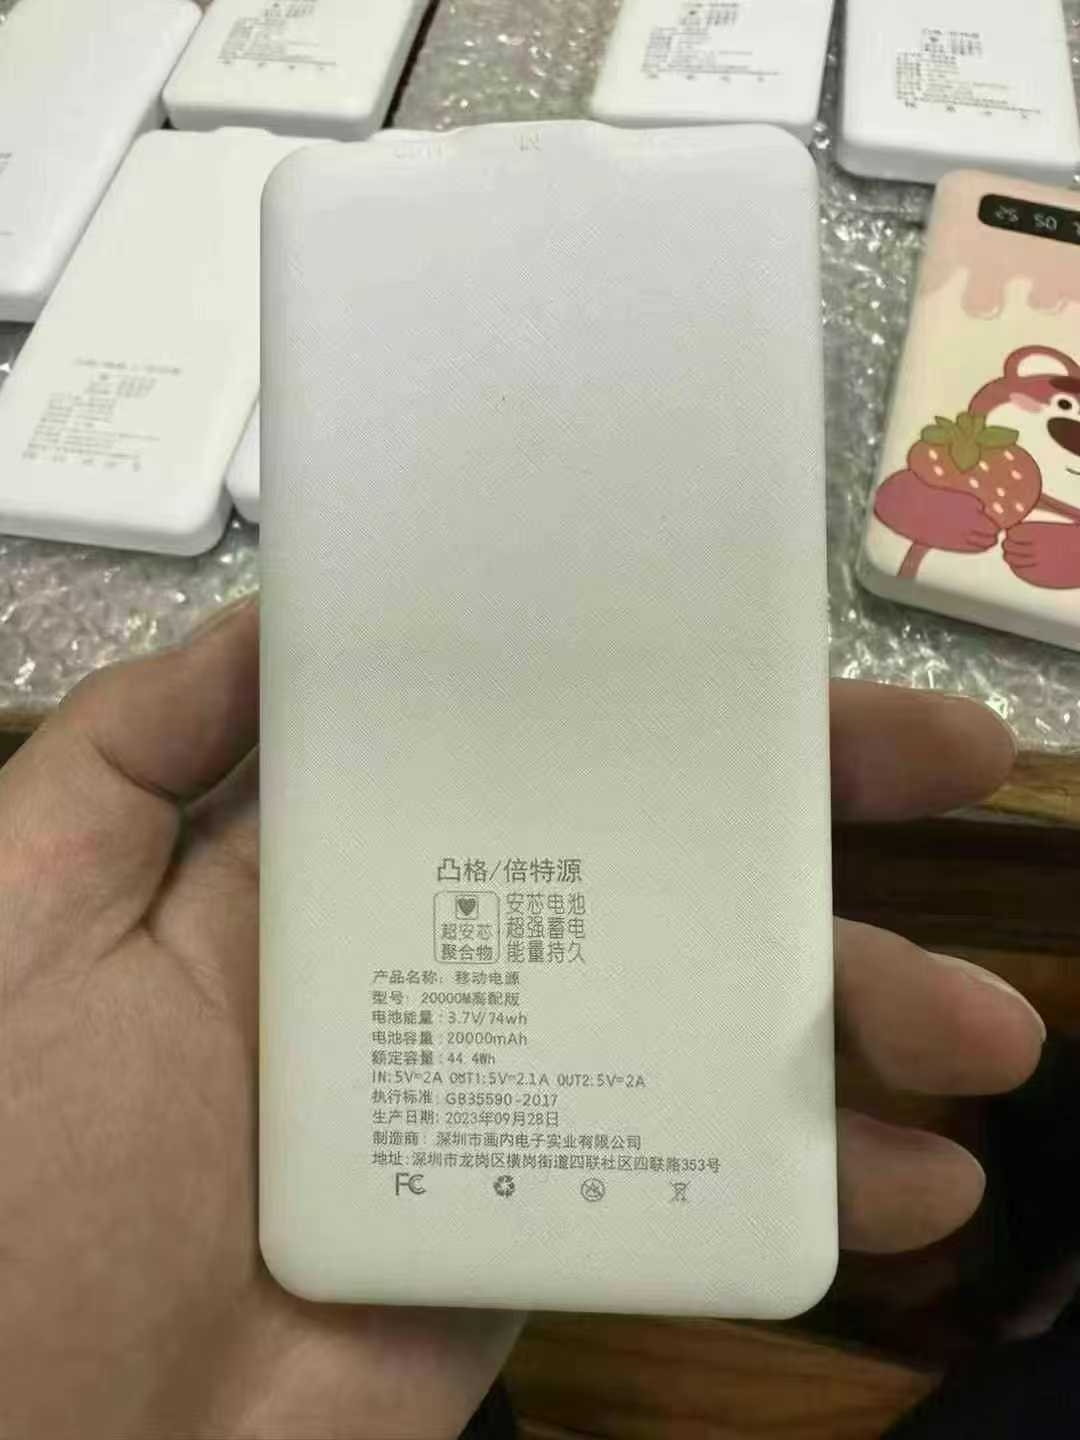 IN
凸格/倍特源
超安芯
聚合物
安芯电池
超强蓄电
能量持久
产品名称: 移动电源
型号: 20000M高配版
电池能量:3.7V/74wh
电池容量:20000mAh
额定容量:44.4Wh
IN:5V=2A OUT1:5V=2.1A OUT2:5V=2A
执行标准: GB35590-2017
生产日期: 2023年09月28日
制造商: 深圳市画内电子实业有限公司
地址:深圳市龙岗区横岗街道四联社区四联路353号
FC
25 50